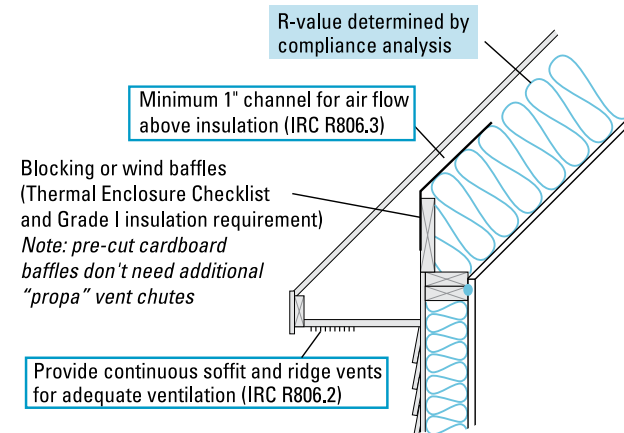 R-value determined by
compliance analysis
Minimum 1" channel for air flow
above insulation (IRC R806.3)
Blocking or wind baffles
(Thermal Enclosure Checklist
and Grade I insulation requirement)
Note: pre-cut cardboard
baffles don't need additional
“propa” vent chutes
Provide continuous soffit and ridge vents
for adequate ventilation (IRC R806.2)